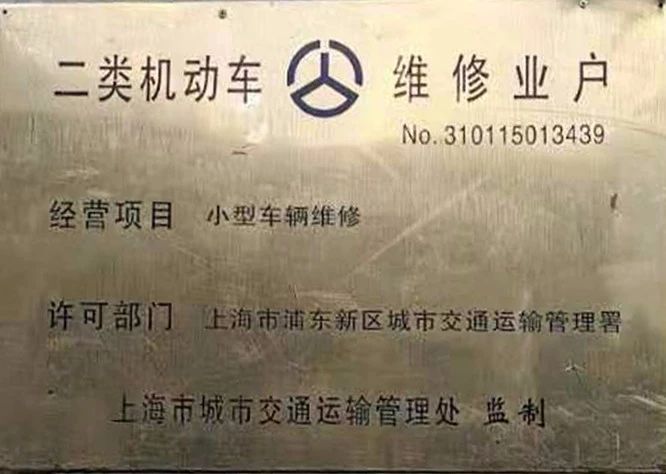 二类机动车 维修业户
No. 310115013439
经营项目 小型车辆维修
许可部门 上海市浦东新区城市交通运输管理署
上海市城市交通运输管理处 监制